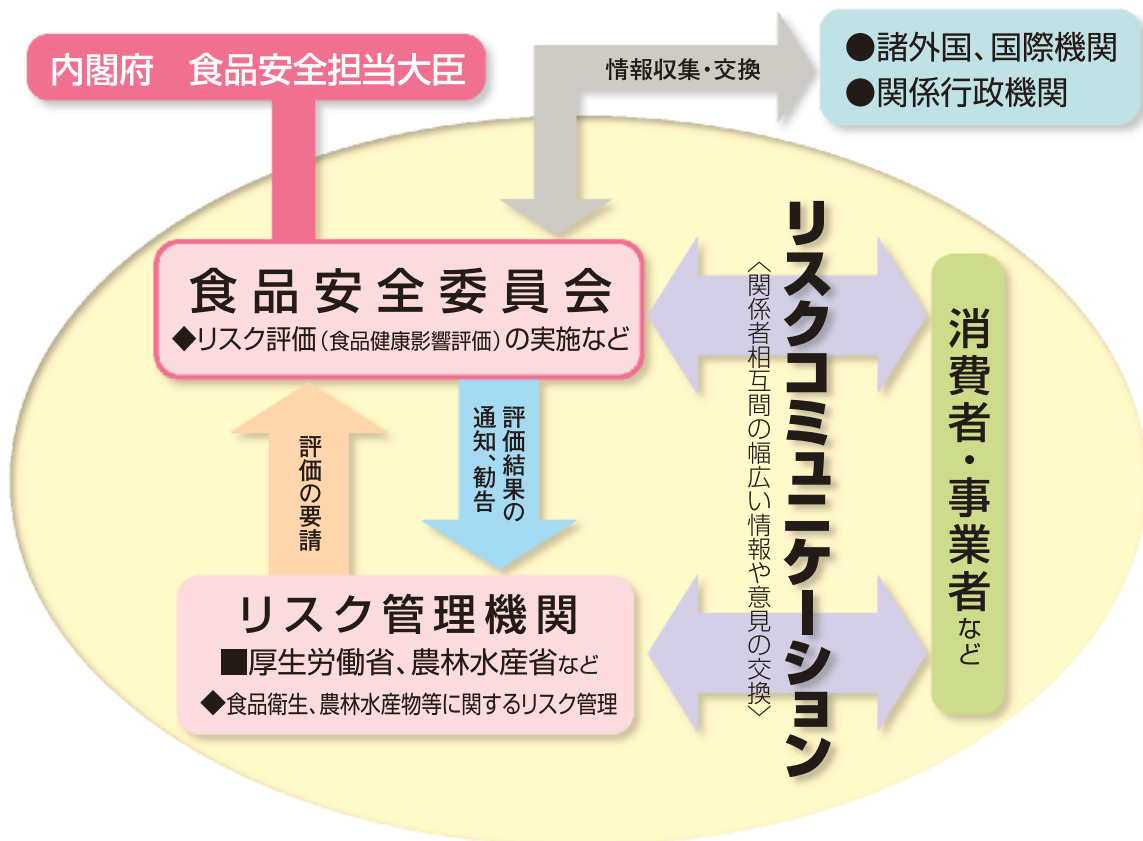 内閣府　食品安全担当大臣
情報収集・交換
●諸外国、国際機関
●関係行政機関
食品安全委員会
◆リスク評価(食品健康影響評価)の実施など
評価の要請
評価結果の
通知、勧告
リスク管理機関
■厚生労働省、農林水産省など
◆食品衛生、農林水産物等に関するリスク管理
リスクコミュニケーション
〈関係者相互間の幅広い情報や意見の交換〉
消費者・事業者など